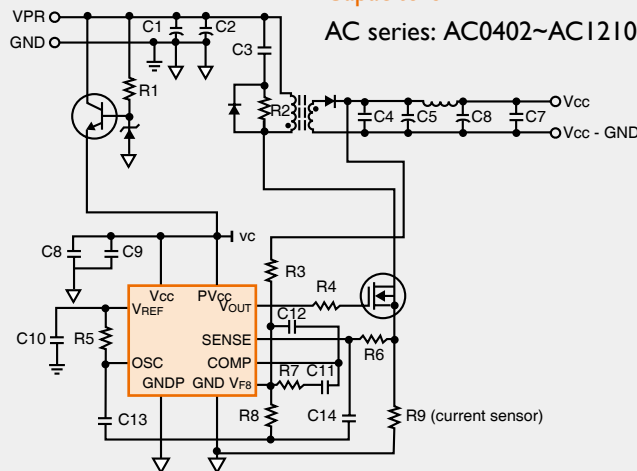 Capacitors
AC series: AC0402~AC1210
VPR
GND
C1
C2
C3
R1
R2
C4
C5
C8
C7
Vcc
Vcc - GND
C8
C9
vc
R3
R4
Vcc
PVcc
VREF
VOUT
C12
C10
R5
SENSE
R6
OSC
COMP
C11
R7
GNDP
GND
VF8
C13
R8
C14
R9 (current sensor)